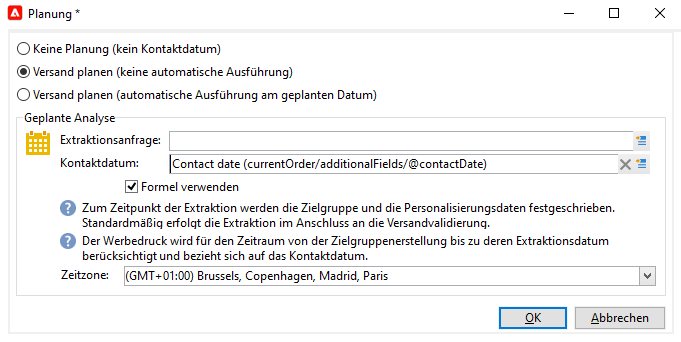 Planung *
Keine Planung (kein Kontaktdatum)
Versand planen (keine automatische Ausführung)
Versand planen (automatische Ausführung am geplanten Datum)
Geplante Analyse
Extraktionsanfrage:
Kontaktdatum: Contact date (currentOrder/additionalFields/@contactDate)
Formel verwenden
Zum Zeitpunkt der Extraktion werden die Zielgruppe und die Personalisierungsdaten festgeschrieben.
Standardmäßig erfolgt die Extraktion im Anschluss an die Versandvalidierung.
Der Werbedruck wird für den Zeitraum von der Zielgruppenerstellung bis zu deren Extraktionsdatum
berücksichtigt und bezieht sich auf das Kontaktdatum.
Zeitzone: (GMT+01:00) Brussels, Copenhagen, Madrid, Paris
OK Abbrechen